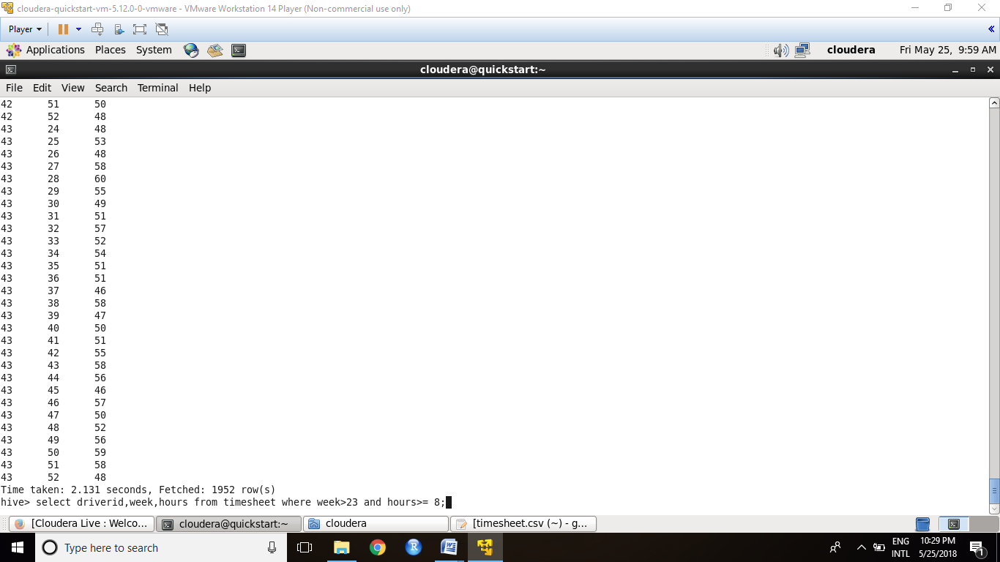 cloudera-quickstart-vm-5.12.0-0-vmware - VMware Workstation 14 Player (Non-commercial use only)
Player
Applications Places System cloudera Fri May 25, 9:59 AM
cloudera@quickstart:~
File Edit View Search Terminal Help
42 51 50
42 52 48
43 24 48
43 25 53
43 26 48
43 27 58
43 28 60
43 29 55
43 30 49
43 31 51
43 32 57
43 33 52
43 34 54
43 35 51
43 36 51
43 37 46
43 38 58
43 39 47
43 40 50
43 41 51
43 42 55
43 43 58
43 44 56
43 45 46
43 46 57
43 47 50
43 48 52
43 49 56
43 50 59
43 51 58
43 52 48
Time taken: 2.131 seconds, Fetched: 1952 row(s)
hive> select driverid,week,hours from timesheet where week>23 and hours>= 8;
[Cloudera Live : Welco... cloudera@quickstart:~ cloudera [timesheet.csv (~) - g...
Type here to search
ENG 10:29 PM
INTL 5/25/2018 1